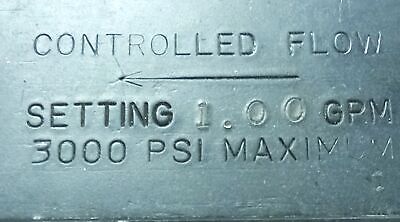 CONTROLLED FLOW
SETTING 1.00 GPM
3000 PSI MAXIMUM